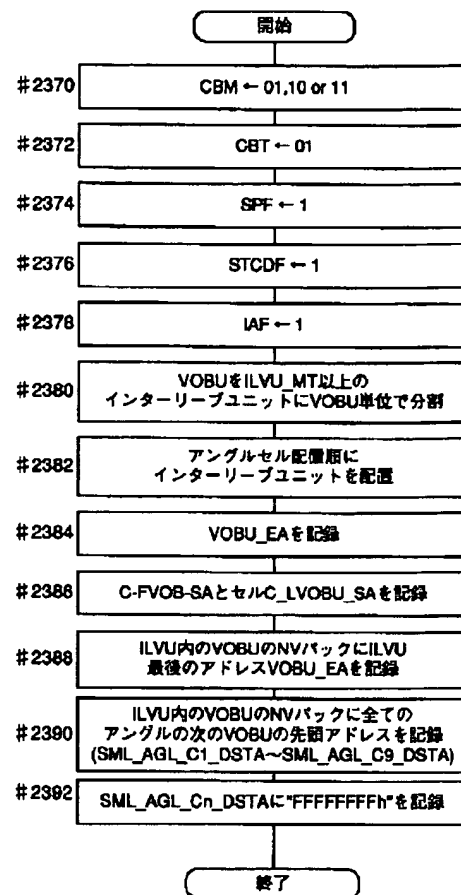 開始
#2370
CBM ← 01,10 or 11
#2372
CBT ← 01
#2374
SPF ← 1
#2376
STCDF ← 1
#2378
IAF ← 1
#2380
VOBUをILVU_MT以上の
インターリーブユニットにVOBU単位で分割
#2382
アングルセル配置順に
インターリーブユニットを配置
#2384
VOBU_EAを記録
#2386
C-FVOB-SAとセルC_LVOBU_SAを記録
#2388
ILVU内のVOBUのNVパックにILVU
最後のアドレスVOBU_EAを記録
#2390
ILVU内のVOBUのNVパックに全ての
アングルの次のVOBUの先頭アドレスを記録
(SML_AGL_C1_DSTA～SML_AGL_C9_DSTA)
#2392
SML_AGL_Cn_DSTAに"FFFFFFFFh"を記録
終了